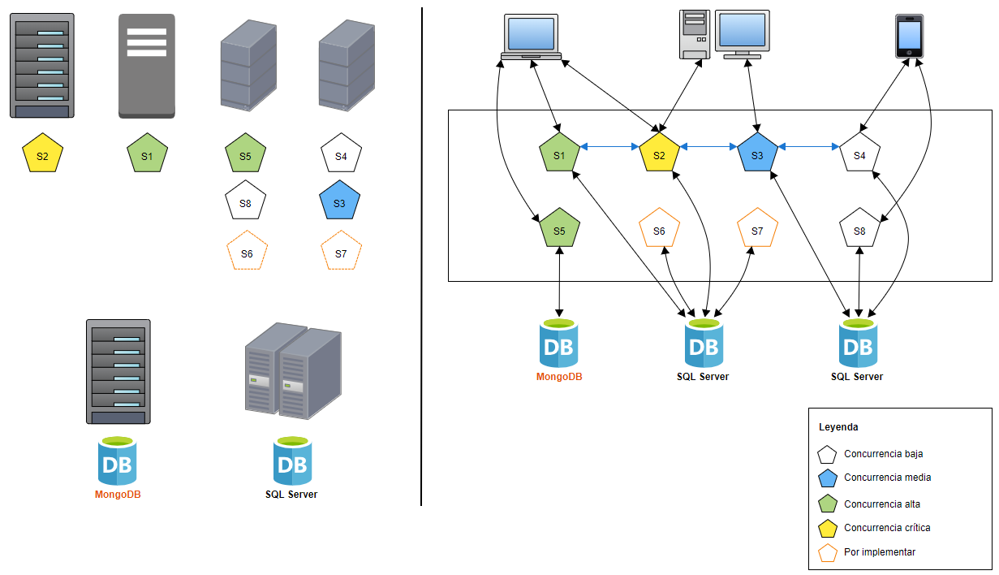 S2
S1
S5
S4
S8
S3
S6
S7
DB
MongoDB
DB
SQL Server
S1
S2
S3
S4
S5
S6
S7
S8
DB
MongoDB
DB
SQL Server
DB
SQL Server
Leyenda
Concurrencia baja
Concurrencia media
Concurrencia alta
Concurrencia crítica
Por implementar